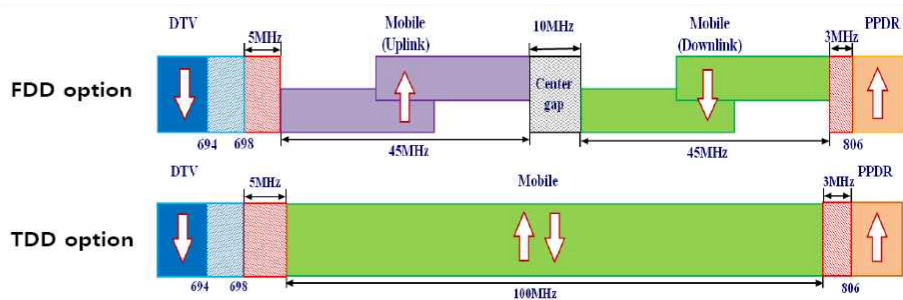 DTV
5MHz
Mobile
(Uplink)
10MHz
Mobile
(Downlink)
3MHz
PPDR
FDD option
Center
gap
694
698
45MHz
45MHz
806
DTV
5MHz
Mobile
3MHz
PPDR
TDD option
694
698
100MHz
806